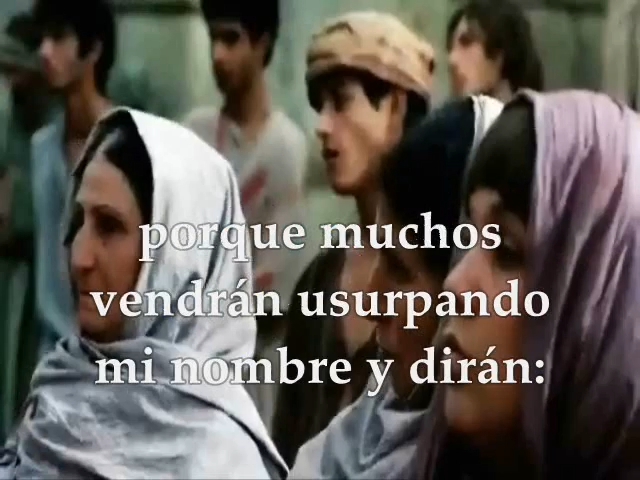 porque muchos
vendrán usurpando
mi nombre y dirán: